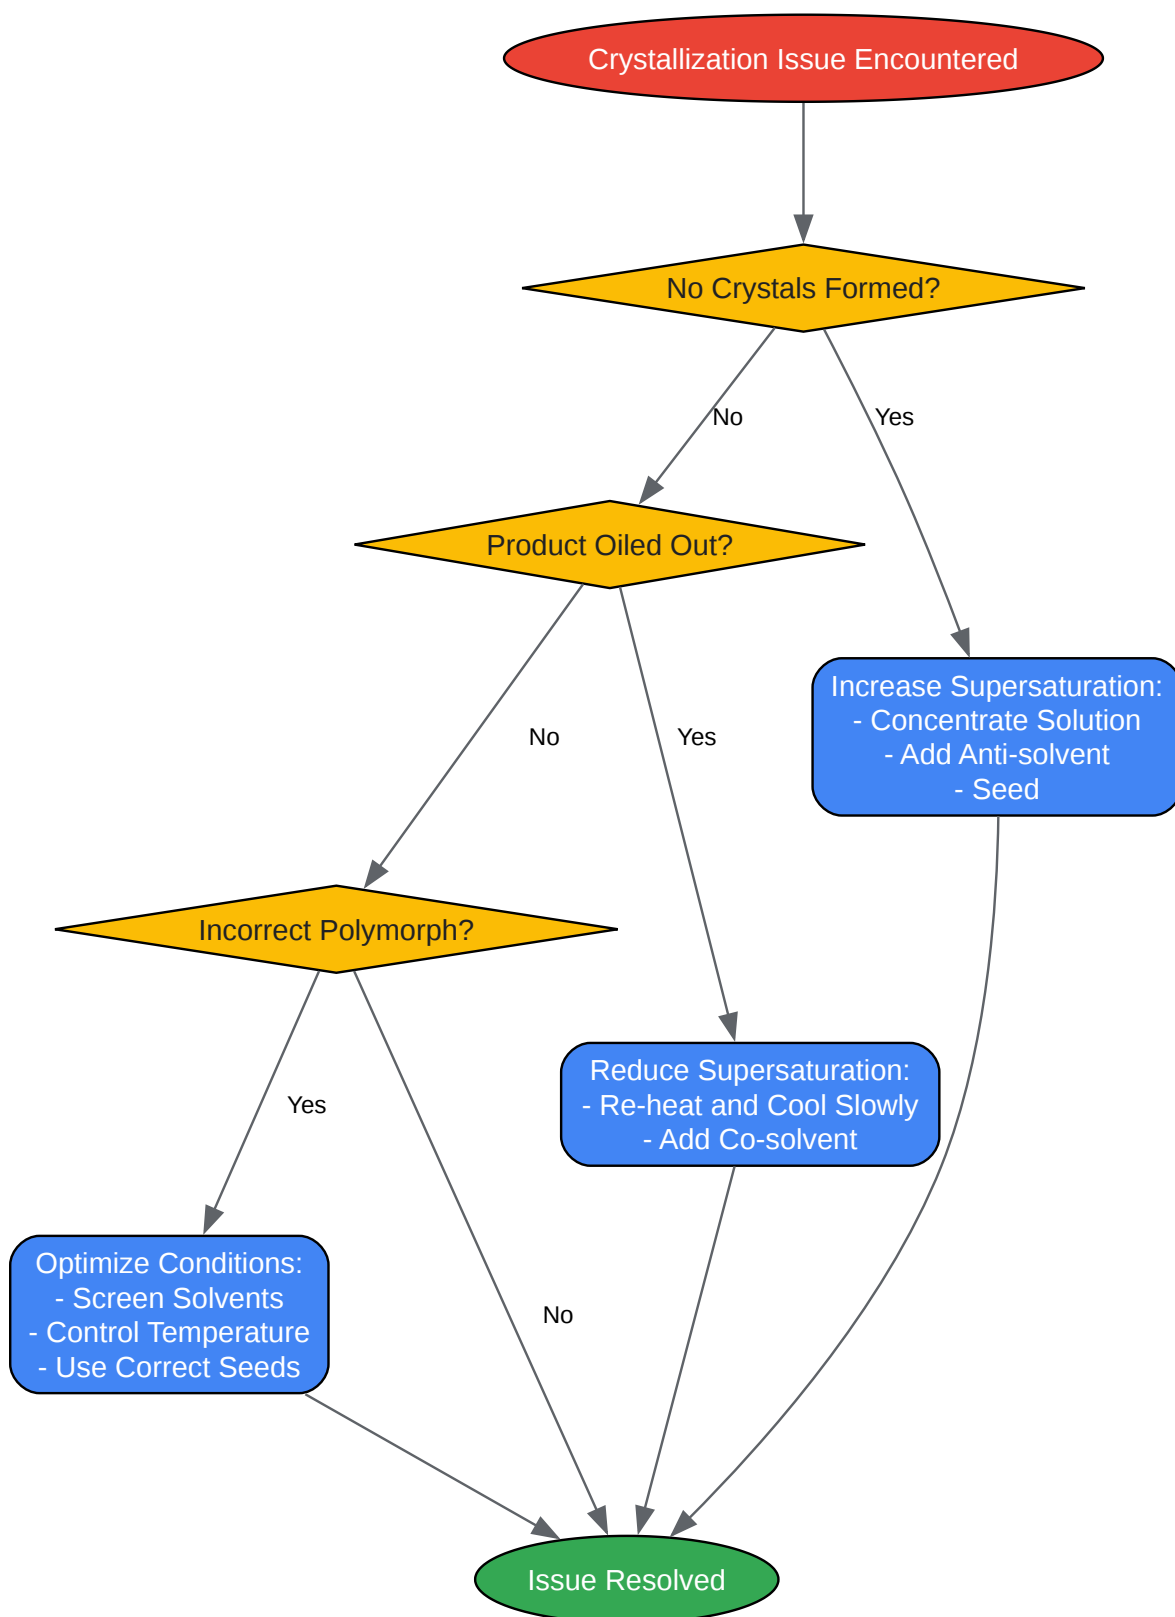 Crystallization Issue Encountered
No Crystals Formed?
No
Yes
Product Oiled Out?
No
Yes
Increase Supersaturation:
- Concentrate Solution
- Add Anti-solvent
- Seed
Incorrect Polymorph?
Yes
No
Reduce Supersaturation:
- Re-heat and Cool Slowly
- Add Co-solvent
Optimize Conditions:
- Screen Solvents
- Control Temperature
- Use Correct Seeds
Issue Resolved